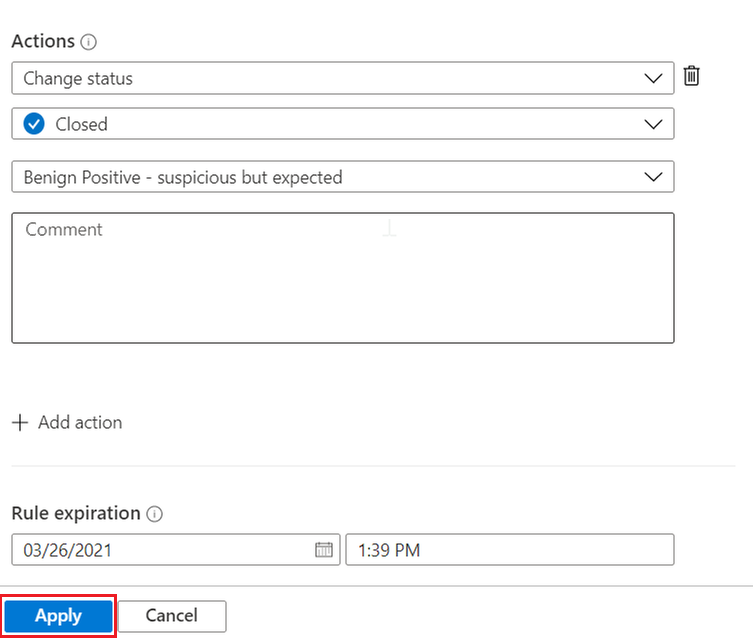 Actions
Change status
Closed
Benign Positive - suspicious but expected
Comment
+ Add action
Rule expiration
03/26/2021 1:39 PM
Apply Cancel